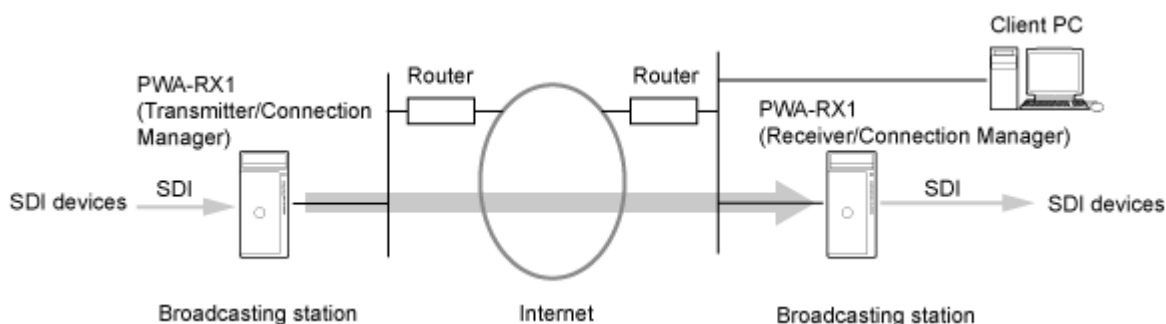 Client PC
Router
Router
PWA-RX1
(Transmitter/Connection
Manager)
PWA-RX1
(Receiver/Connection Manager)
SDI devices
SDI
SDI
SDI devices
Broadcasting station
Internet
Broadcasting station